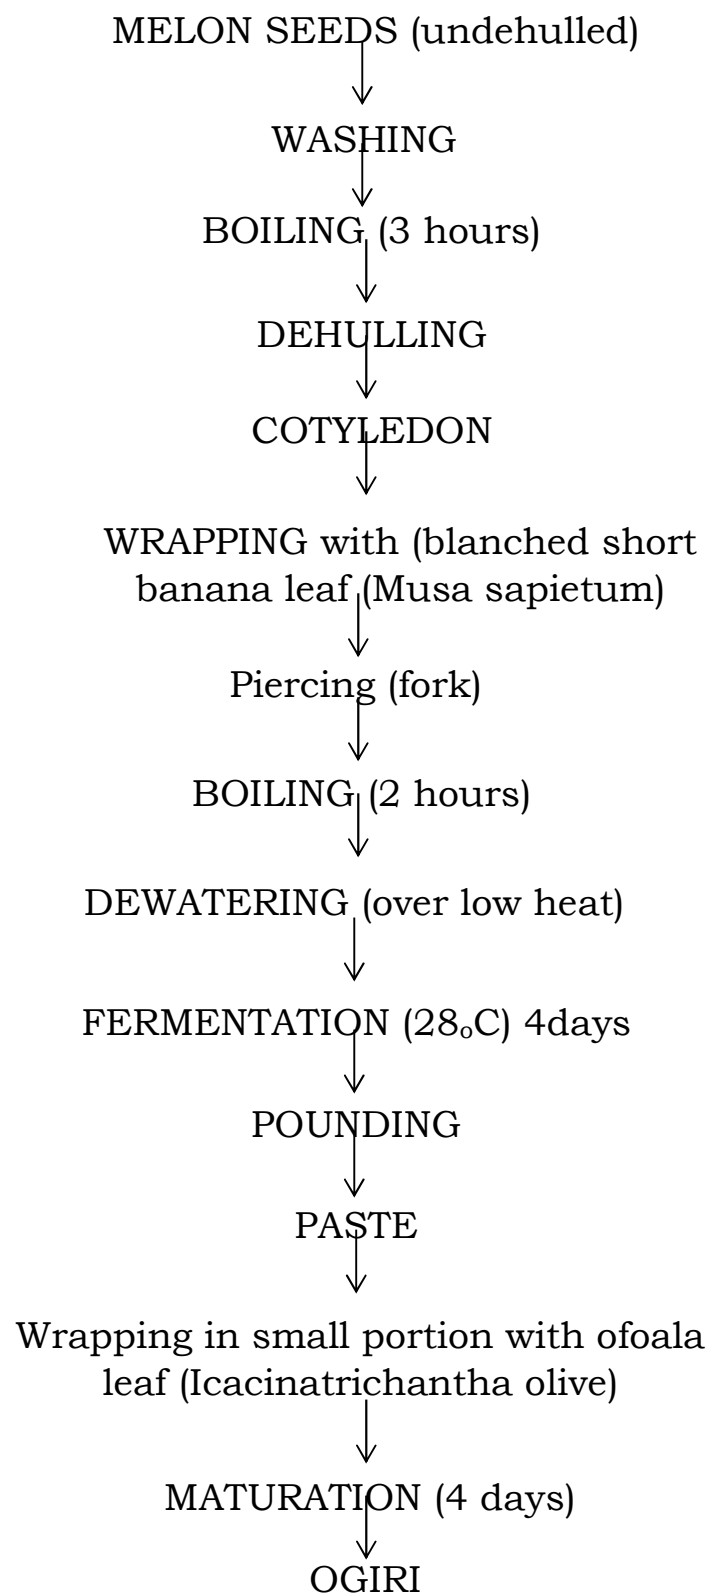 MELON SEEDS (undehulled)
WASHING
BOILING (3 hours)
DEHULLING
COTYLEDON
WRAPPING with (blanched short
banana leaf (Musa sapietum)
Piercing (fork)
BOILING (2 hours)
DEWATERING (over low heat)
FERMENTATION (28₀C) 4days
POUNDING
PASTE
Wrapping in small portion with ofoala
leaf (Icacinatrichantha olive)
MATURATION (4 days)
OGIRI